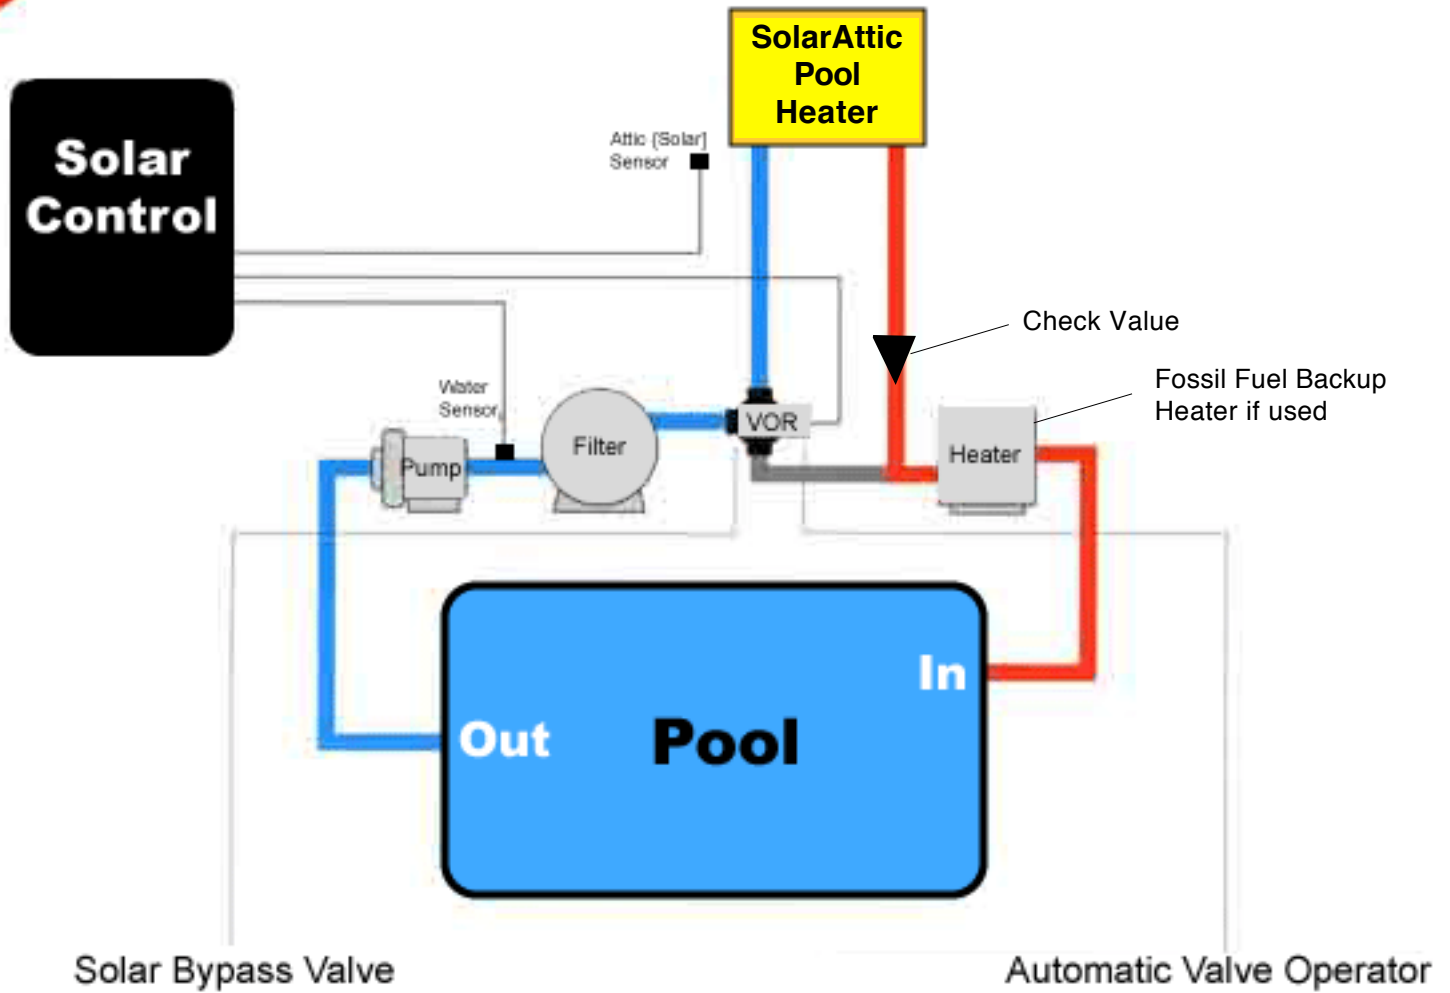 SolarAttic
Pool
Heater
Solar
Control
Attic (Solar)
Sensor
Check Value
Fossil Fuel Backup
Heater if used
Water
Sensor
VOR
Filter
Pump
Heater
In
Out
Pool
Solar Bypass Valve
Automatic Valve Operator